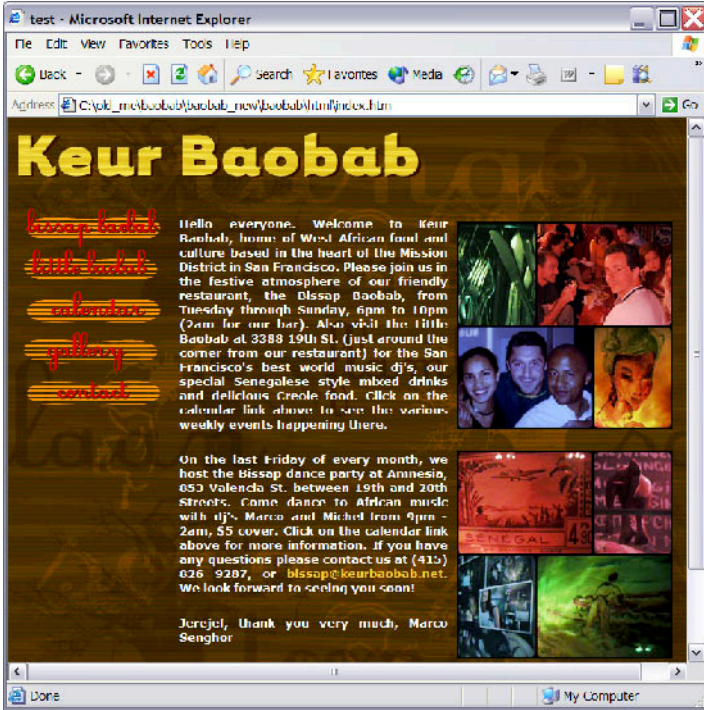 test - Microsoft Internet Explorer
File Edit View Favorites Tools Help
Back Search Favorites Media
Address C:\old_me\baobab\baobab_new\baobab\html\index.htm Go
Keur Baobab
bissap baobab
little baobab
calendar
gallery
contact
Hello everyone. Welcome to Keur
Baobab, home of West African food and
culture based in the heart of the Mission
District in San Francisco. Please join us in
the festive atmosphere of our friendly
restaurant, the Bissap Baobab, from
Tuesday through Sunday, 6pm to 10pm
(2am for our bar). Also visit the Little
Baobab at 3388 19th St. (just around the
corner from our restaurant) for the San
Francisco's best world music dj's, our
special Senegalese style mixed drinks
and delicious Creole food. Click on the
calendar link above to see the various
weekly events happening there.
On the last Friday of every month, we
host the Bissap dance party at Amnesia,
853 Valencia St. between 19th and 20th
Streets. Come dance to African music
with dj's Marco and Michel from 9pm -
2am, $5 cover. Click on the calendar link
above for more information. If you have
any questions please contact us at (415)
826 9287, or bissap@keurbaobab.net.
We look forward to seeing you soon!
Jerejef, thank you very much, Marco
Senghor
SENEGAL
Done My Computer